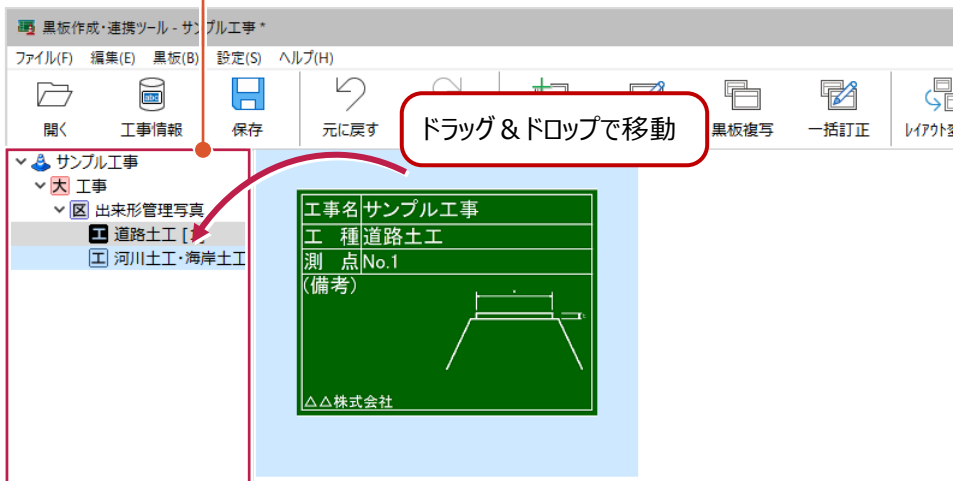 黒板作成・連携ツール - サンプル工事 *
ファイル(F) 編集(E) 黒板(B) 設定(S) ヘルプ(H)
開く 工事情報 保存 元に戻す 黒板複写 一括訂正
ドラッグ＆ドロップで移動
サンプル工事
大 工事
区 出来形管理写真
工 道路土工
工 河川土工・海岸土工
工事名 サンプル工事
工 種 道路土工
測 点 No.1
(備考)
△△株式会社